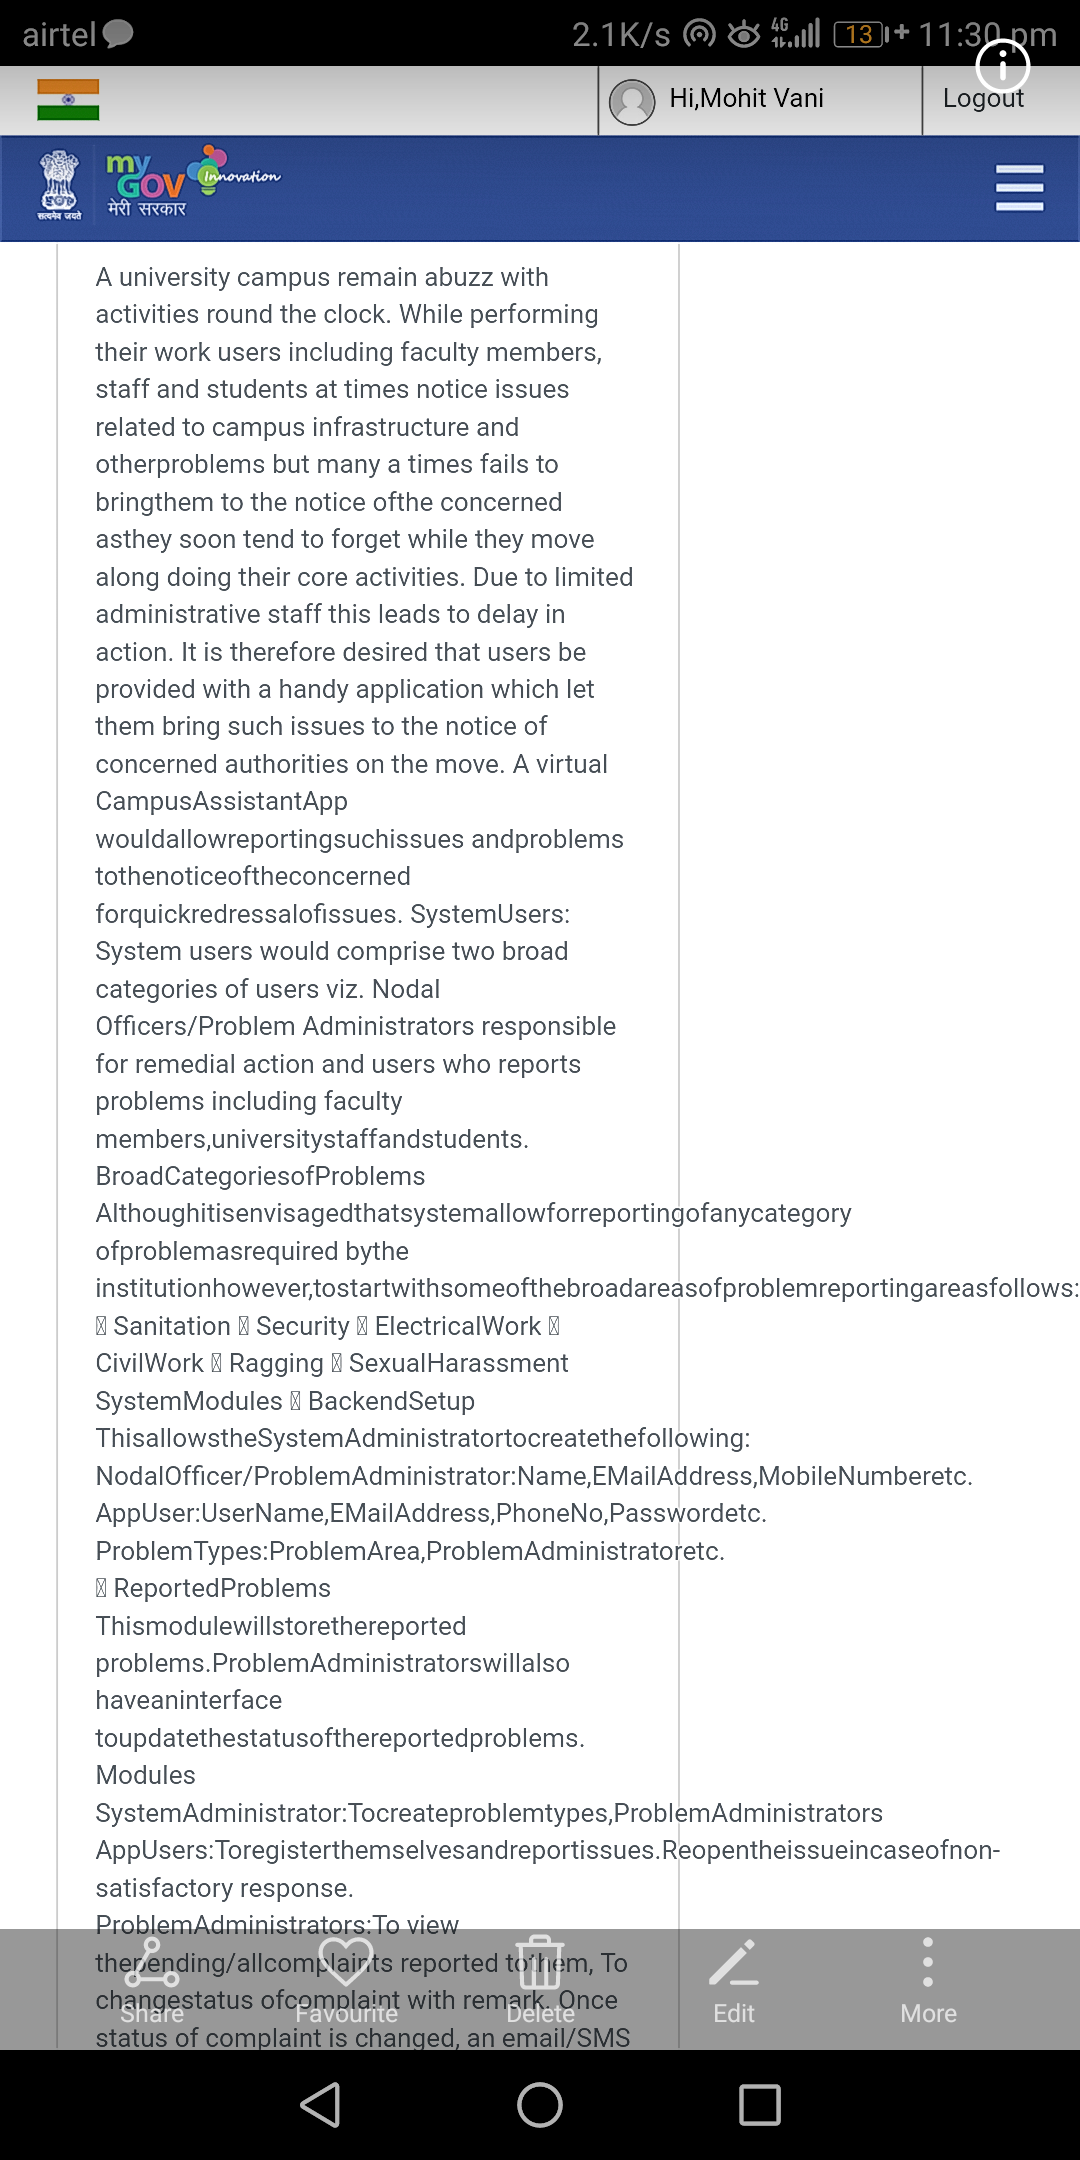 airtel
2.1K/s 4G 13 11:30 pm
Hi,Mohit Vani
Logout
सत्यमेव जयते
my GOV Innovation
मेरी सरकार
A university campus remain abuzz with
activities round the clock. While performing
their work users including faculty members,
staff and students at times notice issues
related to campus infrastructure and
otherproblems but many a times fails to
bringthem to the notice ofthe concerned
asthey soon tend to forget while they move
along doing their core activities. Due to limited
administrative staff this leads to delay in
action. It is therefore desired that users be
provided with a handy application which let
them bring such issues to the notice of
concerned authorities on the move. A virtual
CampusAssistantApp
wouldallowreportingsuchissues andproblems
tothenoticeoftheconcerned
forquickredressalofissues. SystemUsers:
System users would comprise two broad
categories of users viz. Nodal
Officers/Problem Administrators responsible
for remedial action and users who reports
problems including faculty
members,universitystaffandstudents.
BroadCategoriesofProblems
Althoughitisenvisagedthatsystemallowforreportingofanycategory
ofproblemasrequired bythe
institutionhowever,tostartwithsomeofthebroadareasofproblemreportingareasfollows:
 Sanitation  Security  ElectricalWork 
CivilWork  Ragging  SexualHarassment
SystemModules  BackendSetup
ThisallowstheSystemAdministratortocreatethefollowing:
NodalOfficer/ProblemAdministrator:Name,EMailAddress,MobileNumberetc.
AppUser:UserName,EMailAddress,PhoneNo,Passwordetc.
ProblemTypes:ProblemArea,ProblemAdministratoretc.
 ReportedProblems
Thismodulewillstorethereported
problems.ProblemAdministratorswillalso
haveaninterface
toupdatethestatusofthereportedproblems.
Modules
SystemAdministrator:Tocreateproblemtypes,ProblemAdministrators
AppUsers:Toregisterthemselvesandreportissues.Reopentheissueincaseofnon-
satisfactory response.
ProblemAdministrators:To view
thepending/allcomplaints reported tothem, To
changestatus ofcomplaint with remark. Once
status of complaint is changed, an email/SMS
Share
Favourite
Delete
Edit
More